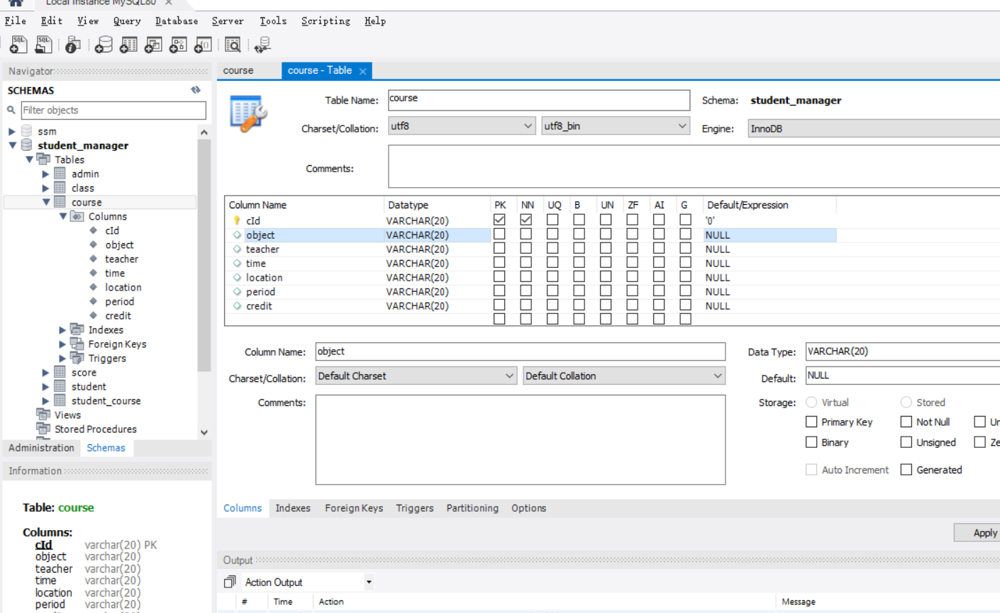 Local instance MySQL80 ×
File Edit View Query Database Server Tools Scripting Help
SQL SQL
Navigator
SCHEMAS
Filter objects
ssm
student_manager
Tables
admin
class
course
Columns
cId
object
teacher
time
location
period
credit
Indexes
Foreign Keys
Triggers
score
student
student_course
Views
Stored Procedures
Administration Schemas
Information
Table: course
Columns:
cId varchar(20) PK
object varchar(20)
teacher varchar(20)
time varchar(20)
location varchar(20)
period varchar(20)
course course - Table ×
Table Name: course Schema: student_manager
Charset/Collation: utf8 utf8_bin Engine: InnoDB
Comments:
Column Name Datatype PK NN UQ B UN ZF AI G Default/Expression
cId VARCHAR(20) '0'
object VARCHAR(20) NULL
teacher VARCHAR(20) NULL
time VARCHAR(20) NULL
location VARCHAR(20) NULL
period VARCHAR(20) NULL
credit VARCHAR(20) NULL
Column Name: object Data Type: VARCHAR(20)
Charset/Collation: Default Charset Default Collation Default: NULL
Comments: Storage: Virtual Stored
Primary Key Not Null Un
Binary Unsigned Ze
Auto Increment Generated
Columns Indexes Foreign Keys Triggers Partitioning Options
Apply
Output
Action Output
# Time Action Message